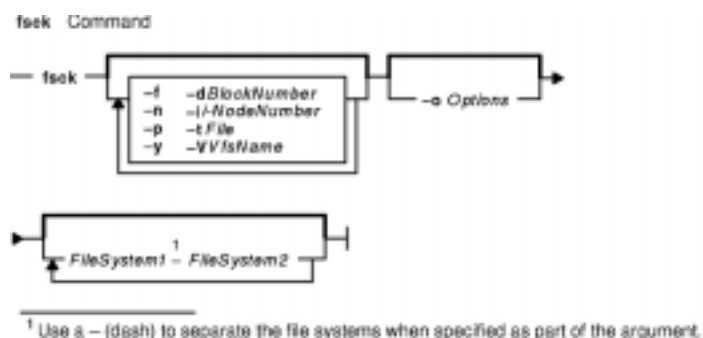 fsck Command
fsck
-f -dBlockNumber
-n -ii-NodeNumber
-p -tFile
-y -VVfsName
-o Options
1
FileSystem1 - FileSystem2
1 Use a – (dash) to separate the file systems when specified as part of the argument.